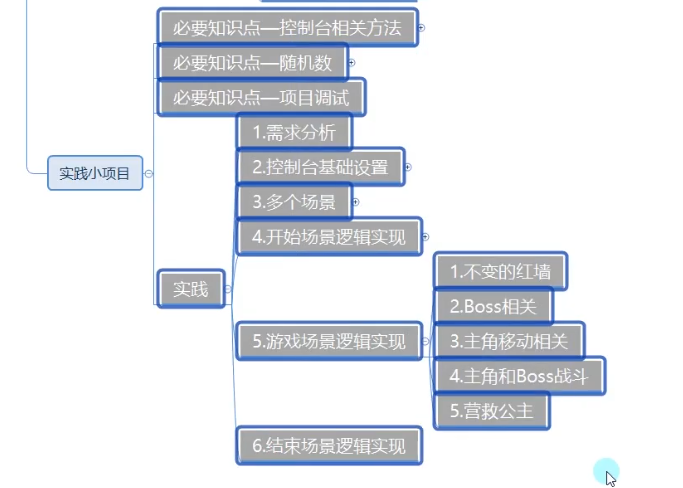 必要知识点—控制台相关方法
必要知识点—随机数
必要知识点—项目调试
1.需求分析
2.控制台基础设置
实践小项目
3.多个场景
4.开始场景逻辑实现
1.不变的红墙
实践
2.Boss相关
5.游戏场景逻辑实现
3.主角移动相关
4.主角和Boss战斗
5.营救公主
6.结束场景逻辑实现